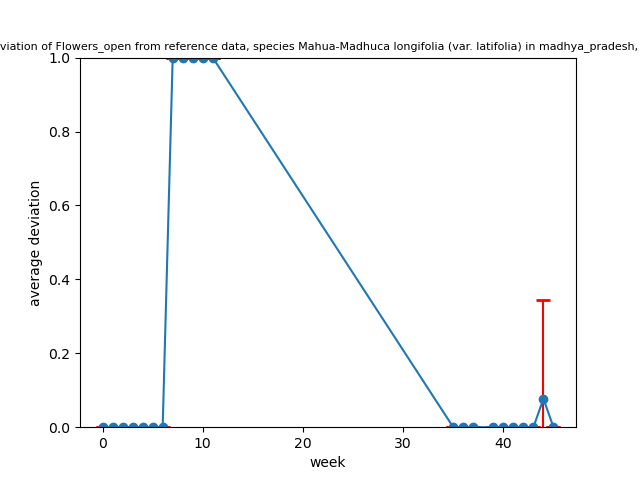 viation of Flowers_open from reference data, species Mahua-Madhuca longifolia (var. latifolia) in madhya_pradesh,
1.0
0.8
0.6
0.4
0.2
0.0
average deviation
0 10 20 30 40
week